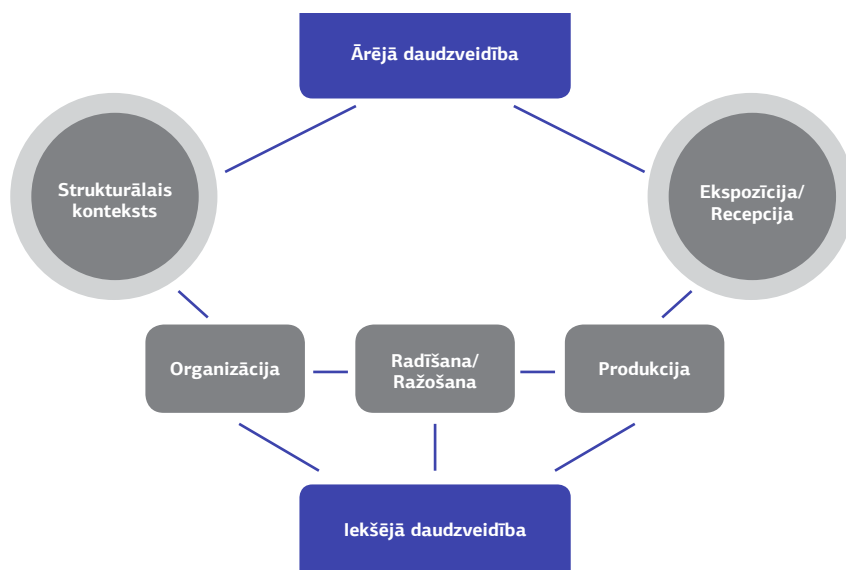 Ārējā daudzveidība
Strukturālais
konteksts
Ekspozīcija/
Recepcija
Organizācija
Radīšana/
Ražošana
Produkcija
Iekšējā daudzveidība